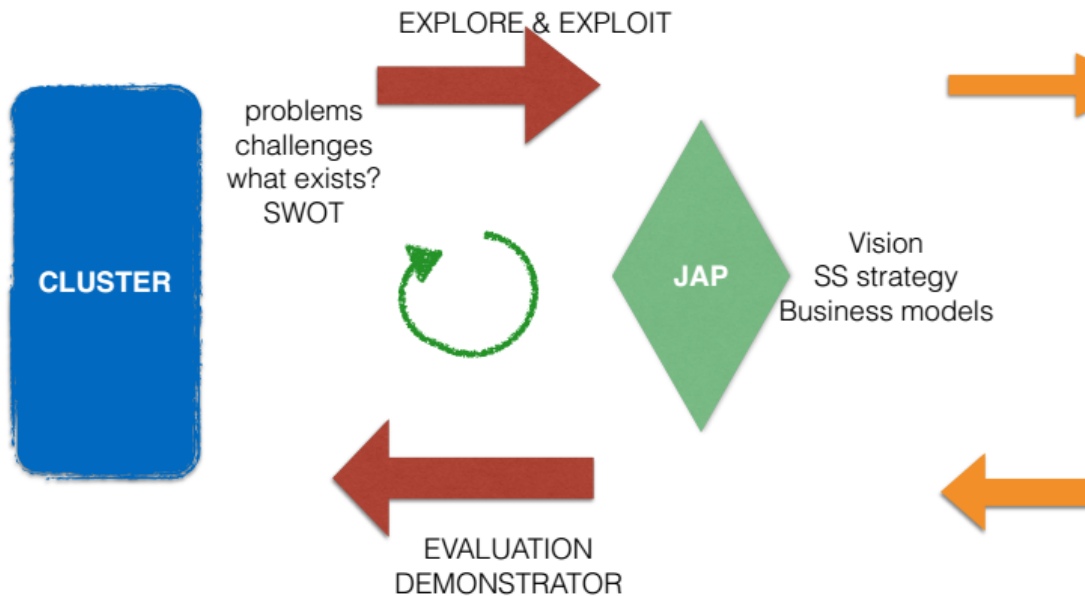 EXPLORE & EXPLOIT
problems
challenges
what exists?
SWOT
CLUSTER
JAP
Vision
SS strategy
Business models
EVALUATION
DEMONSTRATOR